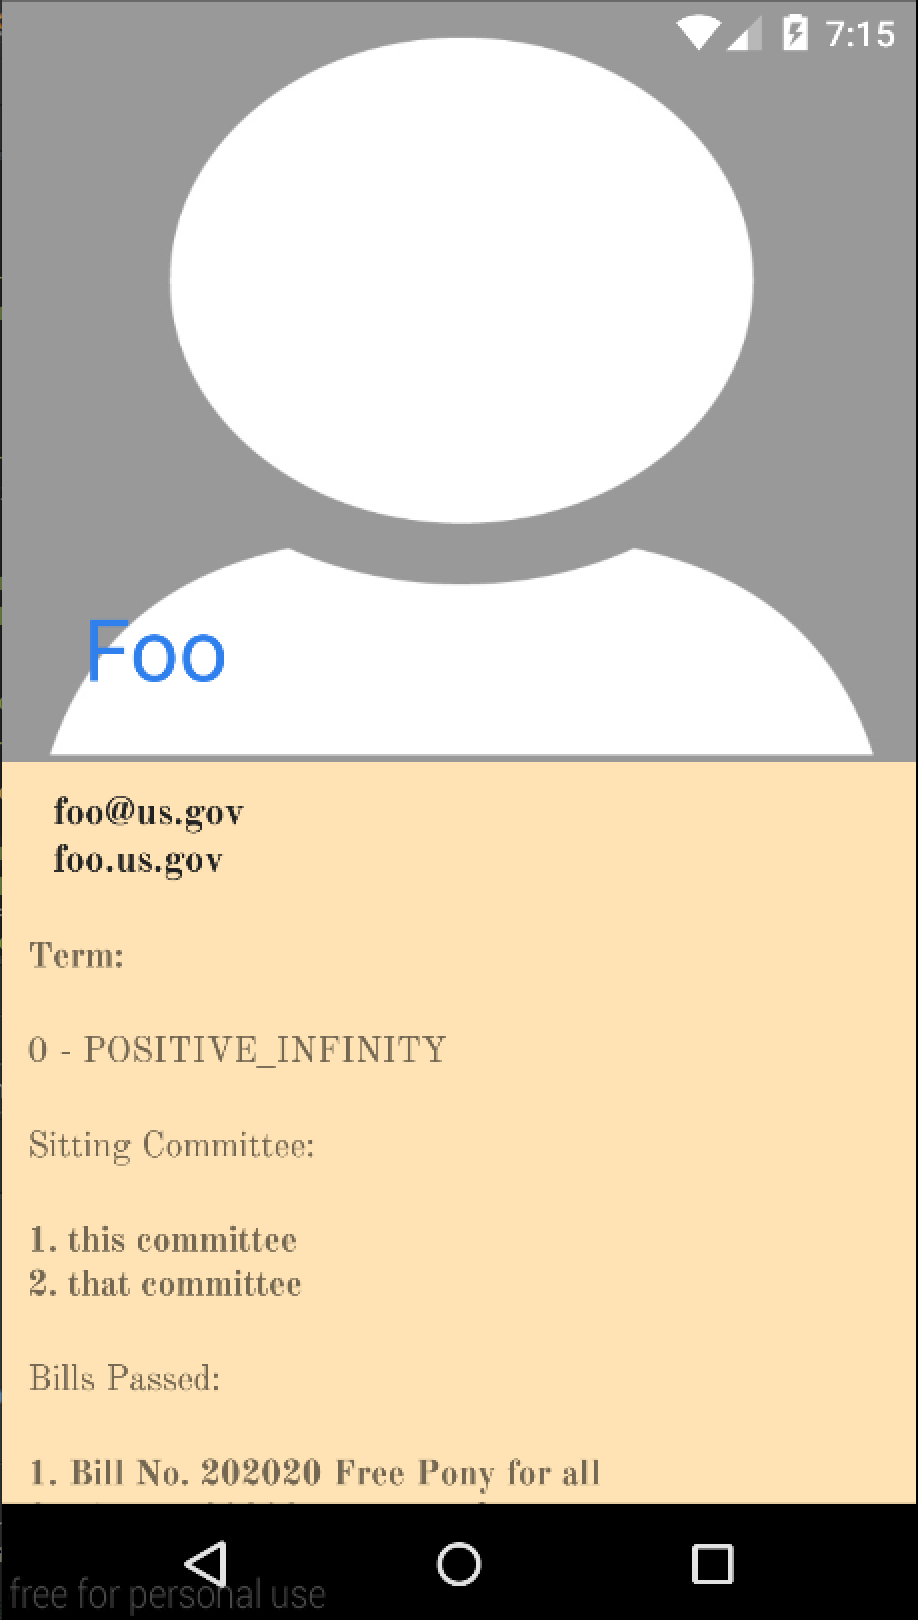 7:15
Foo
foo@us.gov
foo.us.gov
Term:
0 - POSITIVE_INFINITY
Sitting Committee:
1. this committee
2. that committee
Bills Passed:
1. Bill No. 202020 Free Pony for all
free for personal use